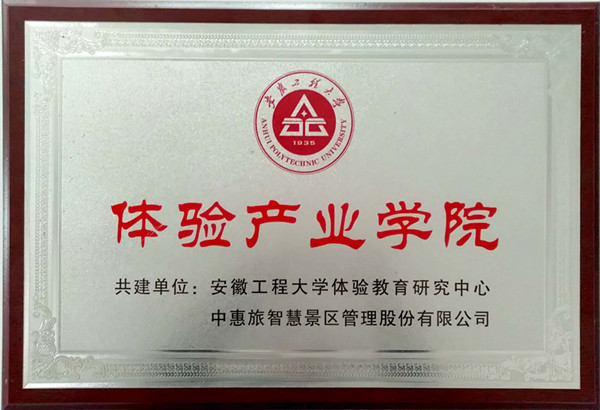 安徽工程大学
ANHUI POLYTECHNIC UNIVERSITY
1935
体验产业学院
共建单位：安徽工程大学体验教育研究中心
中惠旅智慧景区管理股份有限公司